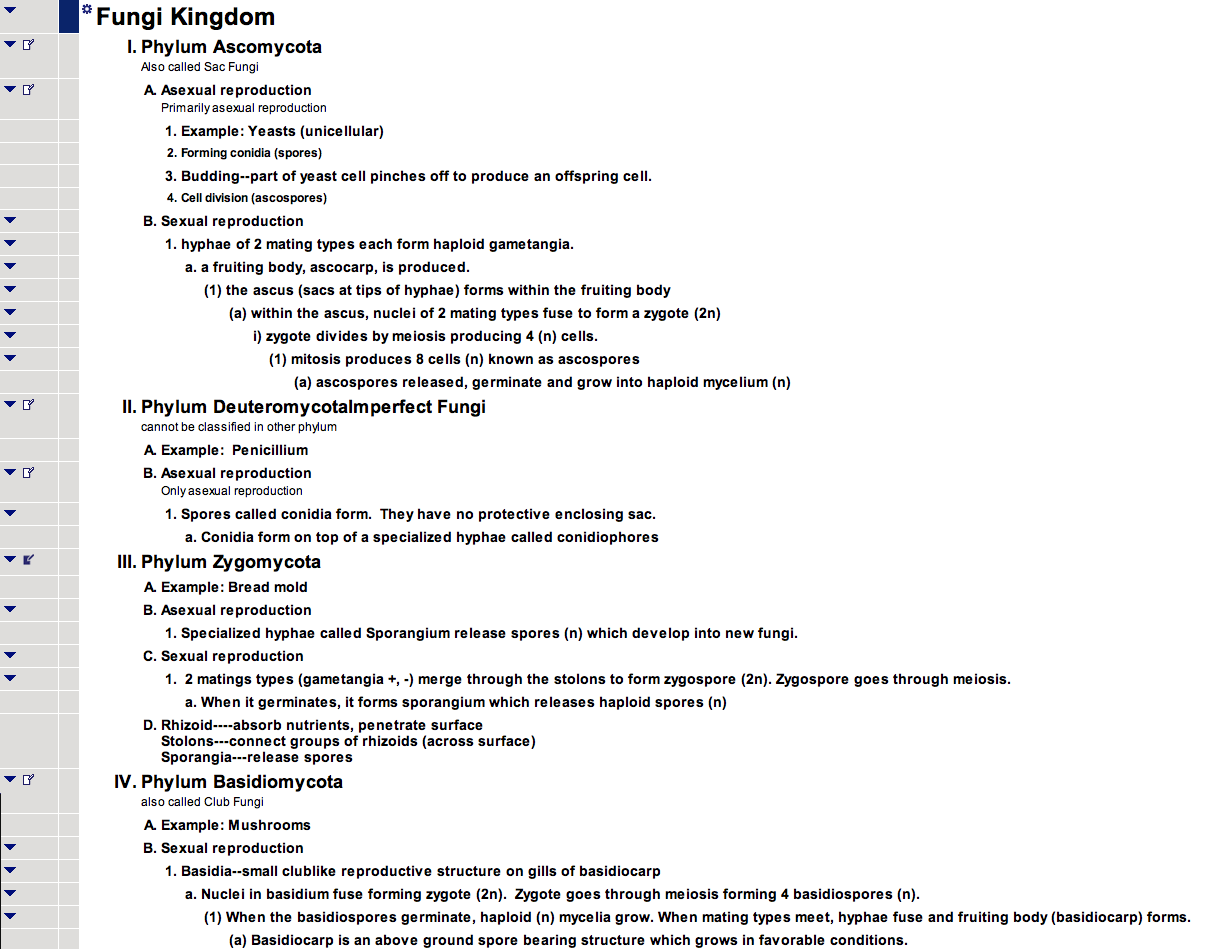 Fungi Kingdom
I. Phylum Ascomycota
Also called Sac Fungi
A. Asexual reproduction
Primarily asexual reproduction
1. Example: Yeasts (unicellular)
2. Forming conidia (spores)
3. Budding--part of yeast cell pinches off to produce an offspring cell.
4. Cell division (ascospores)
B. Sexual reproduction
1. hyphae of 2 mating types each form haploid gametangia.
a. a fruiting body, ascocarp, is produced.
(1) the ascus (sacs at tips of hyphae) forms within the fruiting body
(a) within the ascus, nuclei of 2 mating types fuse to form a zygote (2n)
i) zygote divides by meiosis producing 4 (n) cells.
(1) mitosis produces 8 cells (n) known as ascospores
(a) ascospores released, germinate and grow into haploid mycelium (n)
II. Phylum DeuteromycotaImperfect Fungi
cannot be classified in other phylum
A. Example:  Penicillium
B. Asexual reproduction
Only asexual reproduction
1. Spores called conidia form.  They have no protective enclosing sac.
a. Conidia form on top of a specialized hyphae called conidiophores
III. Phylum Zygomycota
A. Example: Bread mold
B. Asexual reproduction
1. Specialized hyphae called Sporangium release spores (n) which develop into new fungi.
C. Sexual reproduction
1.  2 matings types (gametangia +, -) merge through the stolons to form zygospore (2n). Zygospore goes through meiosis.
a. When it germinates, it forms sporangium which releases haploid spores (n)
D. Rhizoid----absorb nutrients, penetrate surface
Stolons---connect groups of rhizoids (across surface)
Sporangia---release spores
IV. Phylum Basidiomycota
also called Club Fungi
A. Example: Mushrooms
B. Sexual reproduction
1. Basidia--small clublike reproductive structure on gills of basidiocarp
a. Nuclei in basidium fuse forming zygote (2n).  Zygote goes through meiosis forming 4 basidiospores (n).
(1) When the basidiospores germinate, haploid (n) mycelia grow. When mating types meet, hyphae fuse and fruiting body (basidiocarp) forms.
(a) Basidiocarp is an above ground spore bearing structure which grows in favorable conditions.